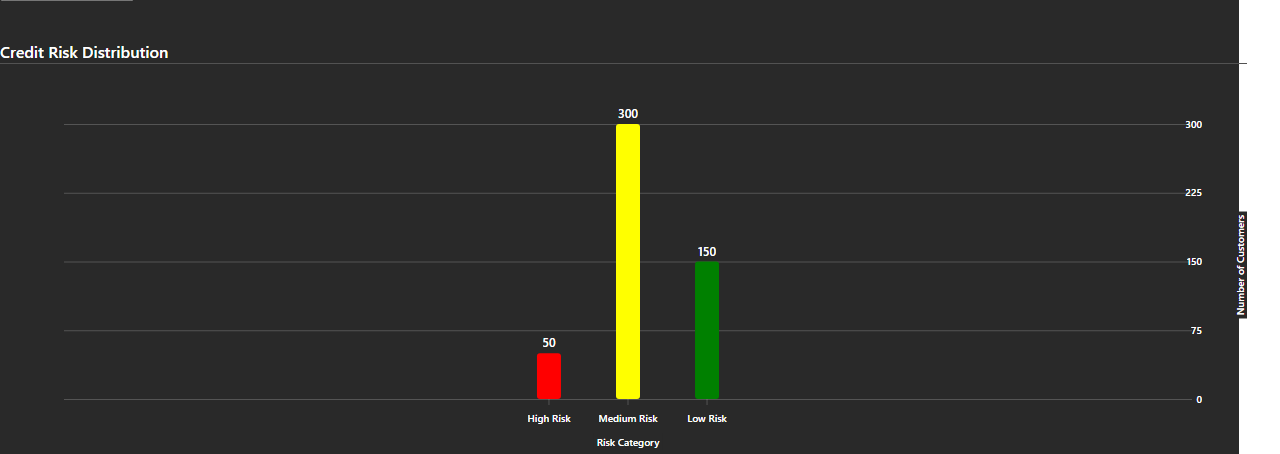 Credit Risk Distribution
300
300
225
150
150
50
75
0
High Risk
Medium Risk
Low Risk
Risk Category
Number of Customers